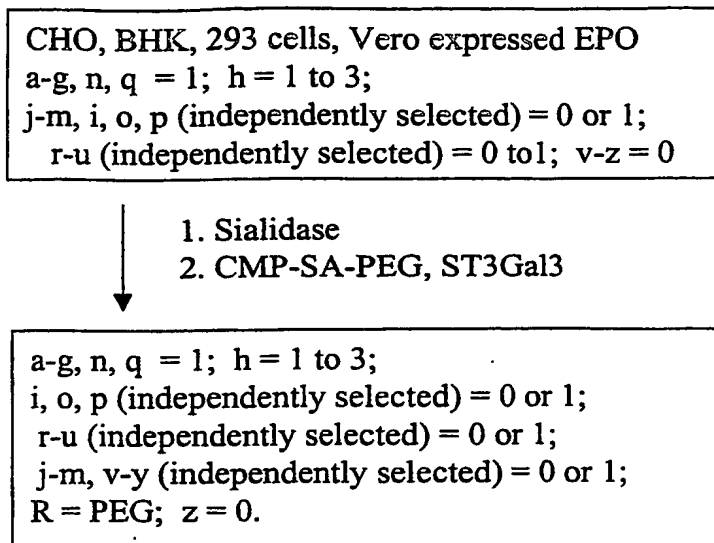 CHO, BHK, 293 cells, Vero expressed EPO
a-g, n, q = 1; h = 1 to 3;
j-m, i, o, p (independently selected) = 0 or 1;
r-u (independently selected) = 0 to1; v-z = 0
1. Sialidase
2. CMP-SA-PEG, ST3Gal3
a-g, n, q = 1; h = 1 to 3;
i, o, p (independently selected) = 0 or 1;
r-u (independently selected) = 0 or 1;
j-m, v-y (independently selected) = 0 or 1;
R = PEG; z = 0.